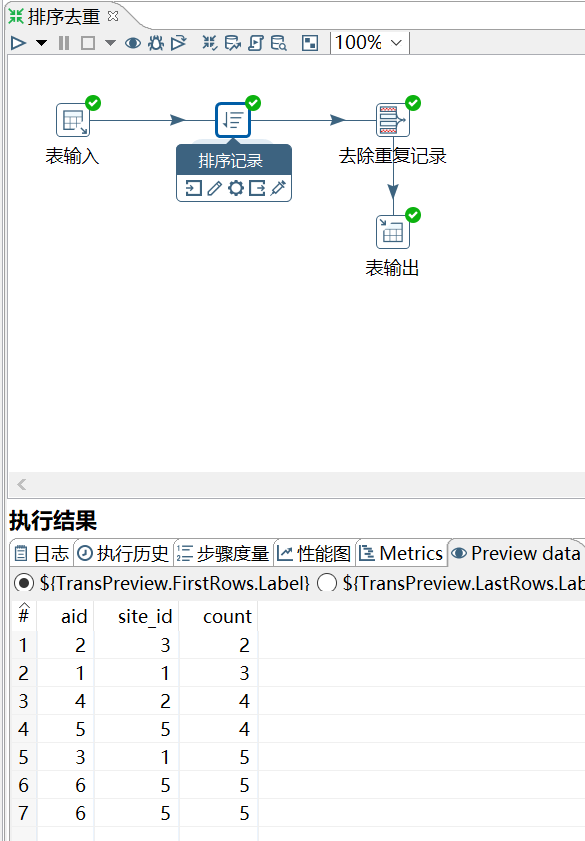 排序去重
100%
表输入
排序记录
去除重复记录
表输出
执行结果
日志 执行历史 步骤度量 性能图 Metrics Preview data
${TransPreview.FirstRows.Label} ${TransPreview.LastRows.Lab
# aid site_id count
1 2 3 2
2 1 1 3
3 4 2 4
4 5 5 4
5 3 1 5
6 6 5 5
7 6 5 5